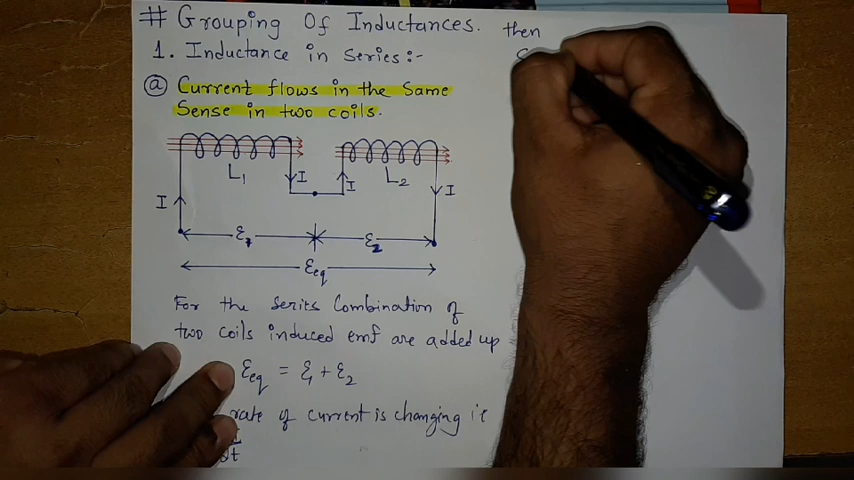 # Grouping Of Inductances.
1. Inductance in Series :-
(a) Current flows in the Same
Sense in two coils.
L1
L2
I
I
I
I
ε1
ε2
εeq
For the Series Combination of
two coils induced emf are added up
εeq = ε1 + ε2
rate of current is changing i.e
dt
then